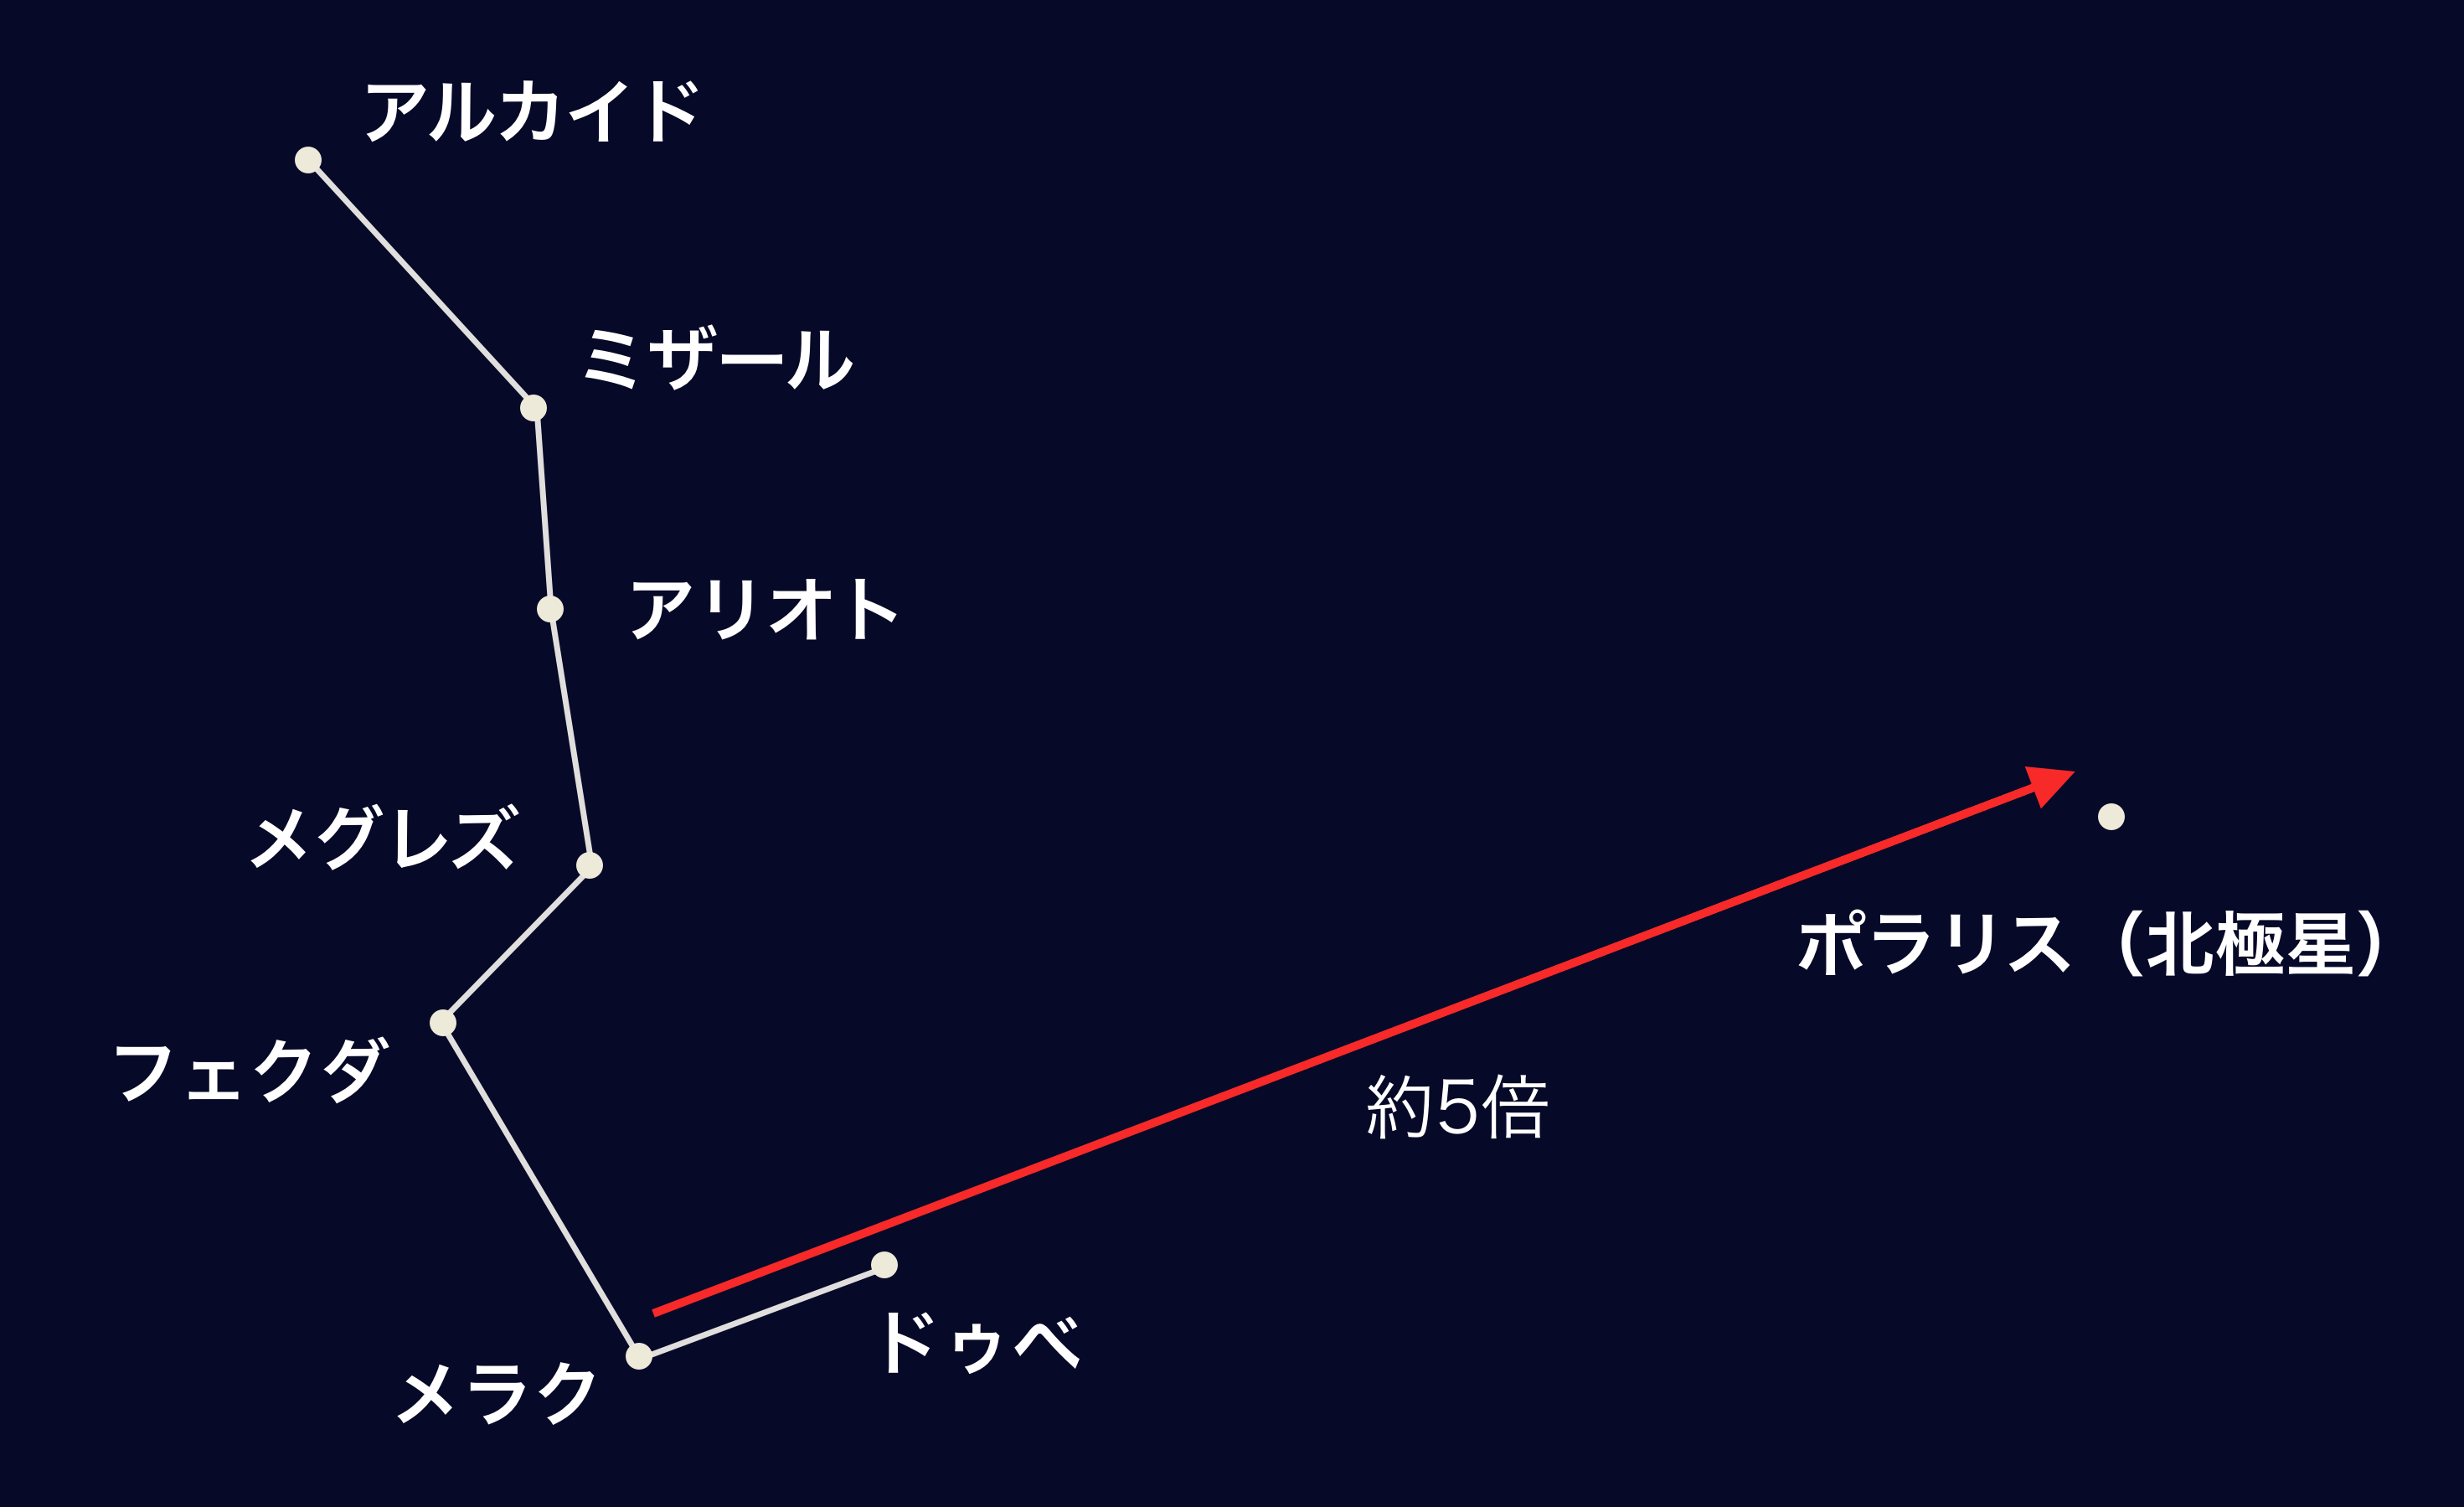 アルカイド
ミザール
アリオト
メグレズ
ポラリス（北極星）
フェクダ
約5倍
ドゥベ
メラク